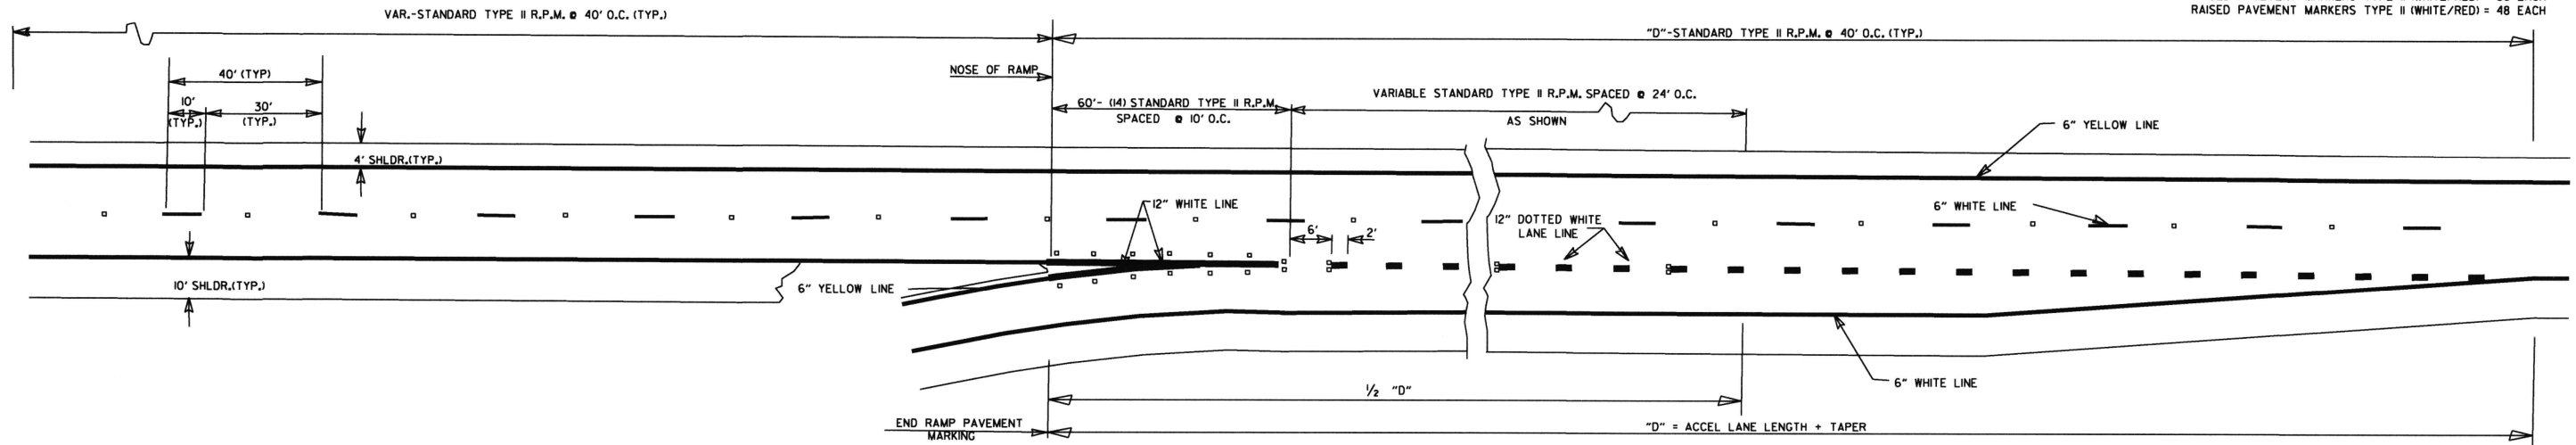 RAISED PAVEMENT MARKERS TYPE II (WHITE/RED) = 48 EACH
VAR.-STANDARD TYPE II R.P.M. @ 40' O.C. (TYP.)
"D"-STANDARD TYPE II R.P.M. @ 40' O.C. (TYP.)
NOSE OF RAMP
40' (TYP)
10'
(TYP.)
30'
(TYP.)
60'- (14) STANDARD TYPE II R.P.M.
SPACED @ 10' O.C.
VARIABLE STANDARD TYPE II R.P.M. SPACED @ 24' O.C.
AS SHOWN
6" YELLOW LINE
4' SHLDR.(TYP.)
12" WHITE LINE
6" WHITE LINE
12" DOTTED WHITE
LANE LINE
6'
2'
10' SHLDR.(TYP.)
6" YELLOW LINE
6" WHITE LINE
1/2 "D"
END RAMP PAVEMENT
MARKING
"D" = ACCEL LANE LENGTH + TAPER